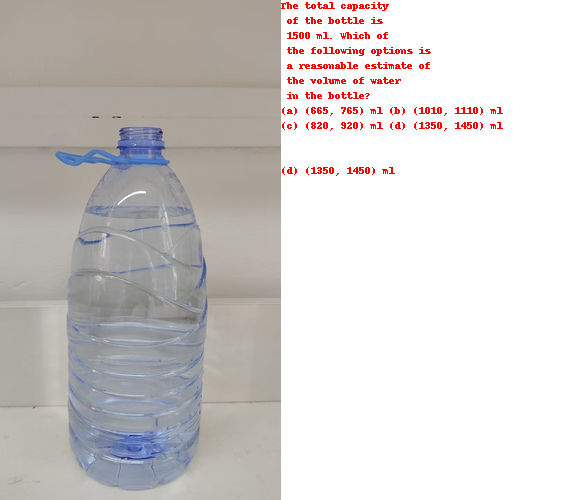 The total capacity
of the bottle is
1500 ml. Which of
the following options is
a reasonable estimate of
the volume of water
in the bottle?
(a) (665, 765) ml (b) (1010, 1110) ml
(c) (820, 920) ml (d) (1350, 1450) ml
(d) (1350, 1450) ml